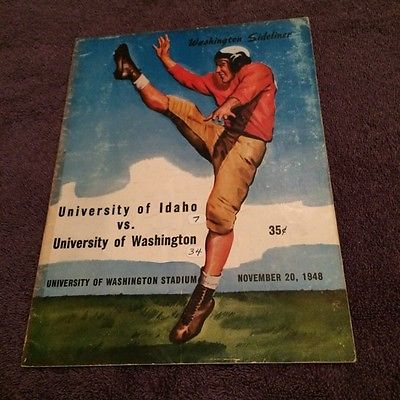 Washington Sideliner
University of Idaho 7
vs.
University of Washington
34
35¢
UNIVERSITY OF WASHINGTON STADIUM NOVEMBER 20, 1948